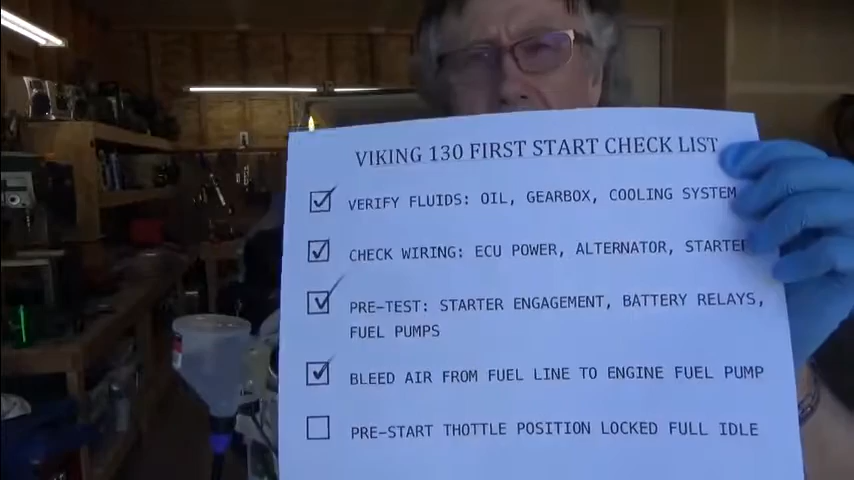 VIKING 130 FIRST START CHECK LIST
VERIFY FLUIDS: OIL, GEARBOX, COOLING SYSTEM
CHECK WIRING: ECU POWER, ALTERNATOR, STARTER
PRE-TEST: STARTER ENGAGEMENT, BATTERY RELAYS,
FUEL PUMPS
BLEED AIR FROM FUEL LINE TO ENGINE FUEL PUMP
PRE-START THOTTLE POSITION LOCKED FULL IDLE